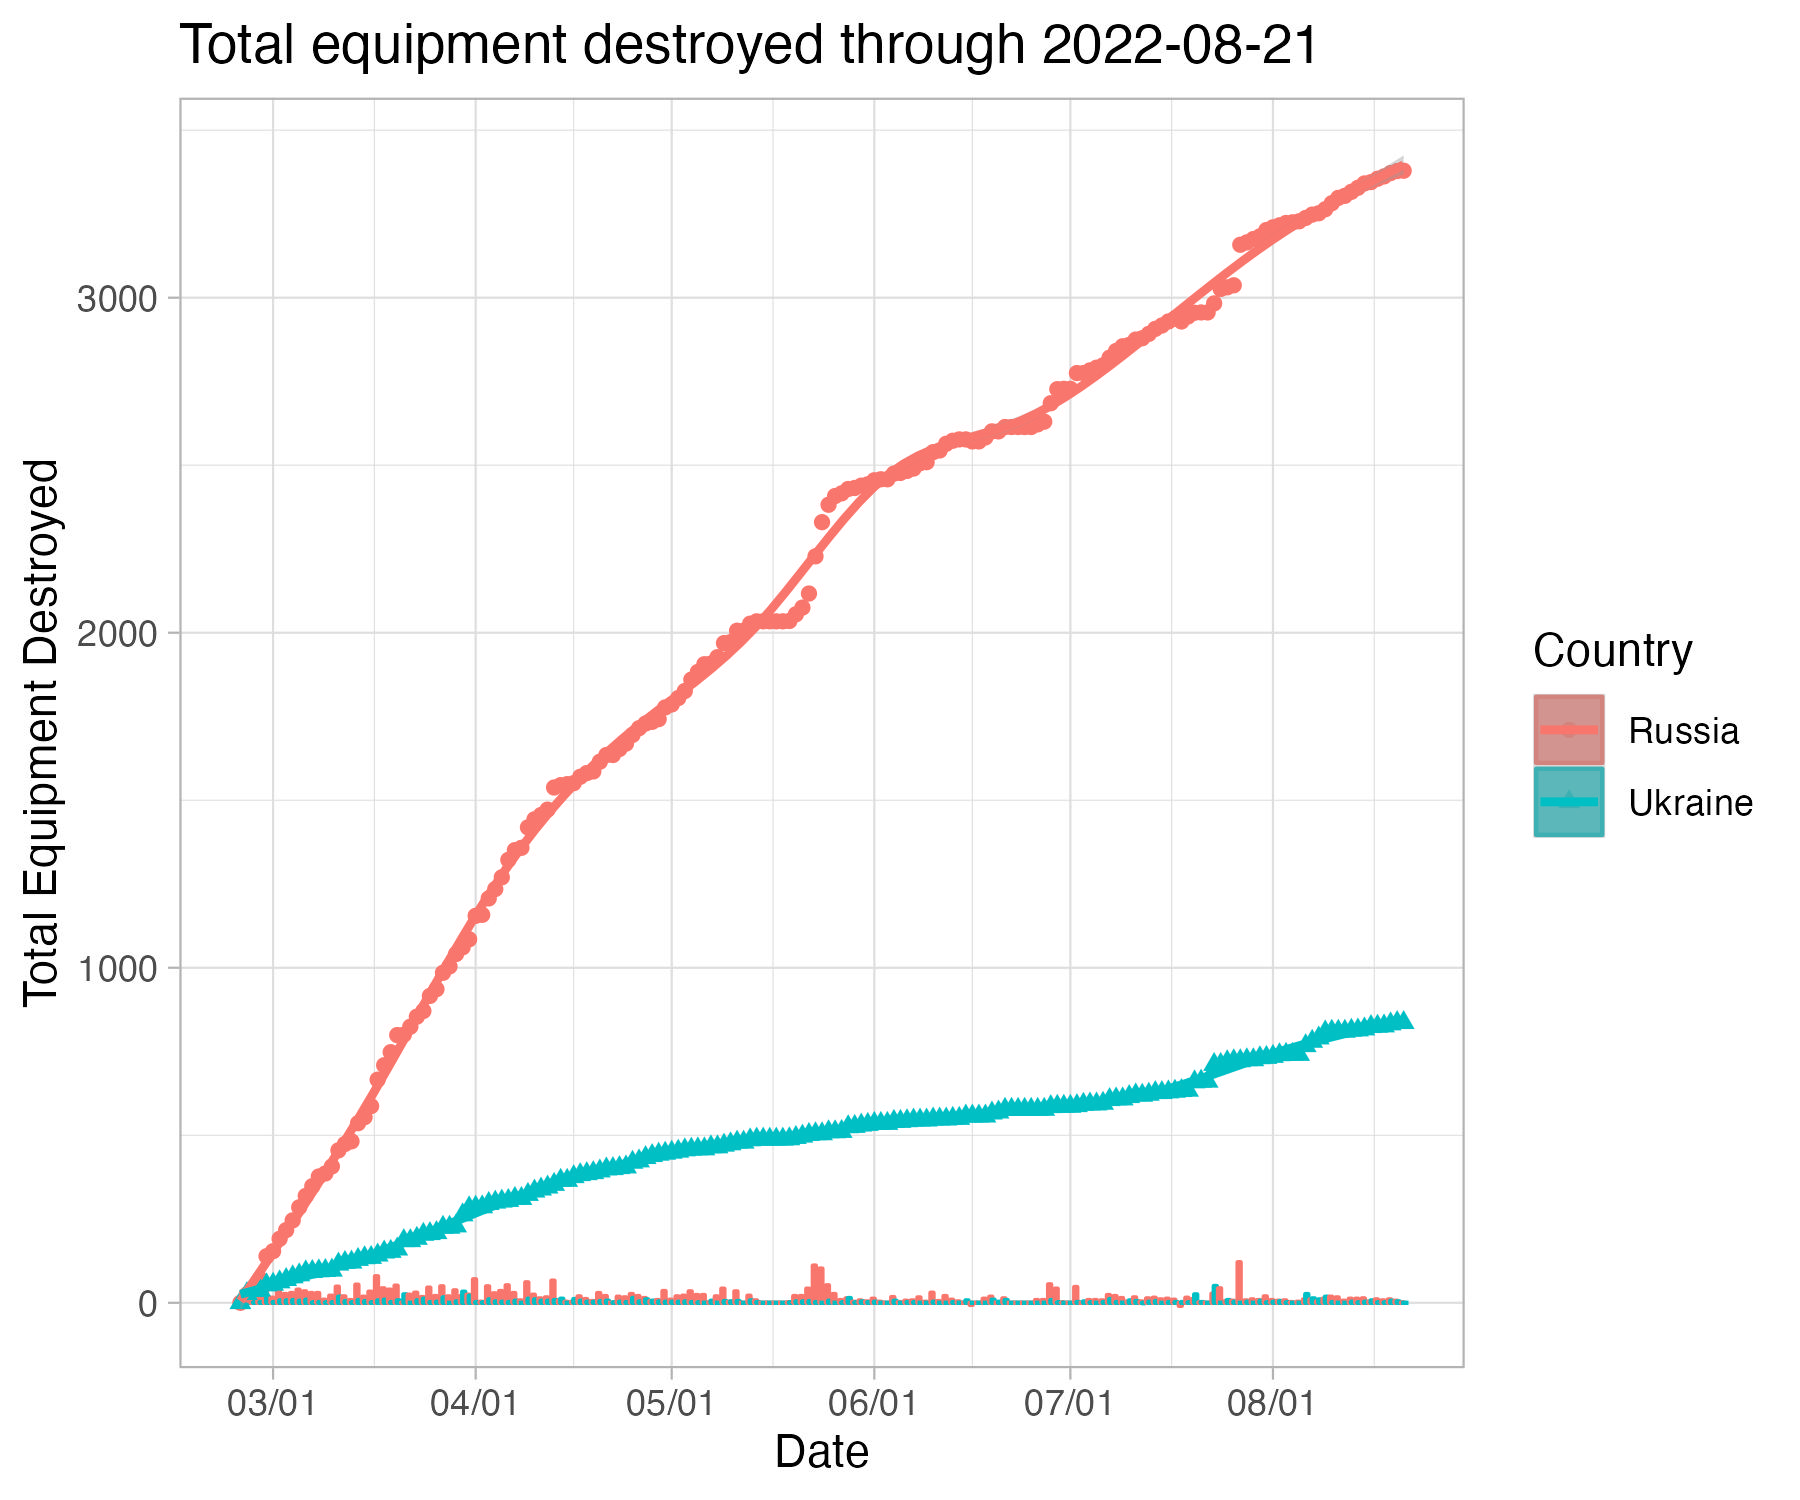 Total equipment destroyed through 2022-08-21
Total Equipment Destroyed
3000
2000
1000
0
03/01 04/01 05/01 06/01 07/01 08/01
Date
Country
Russia
Ukraine